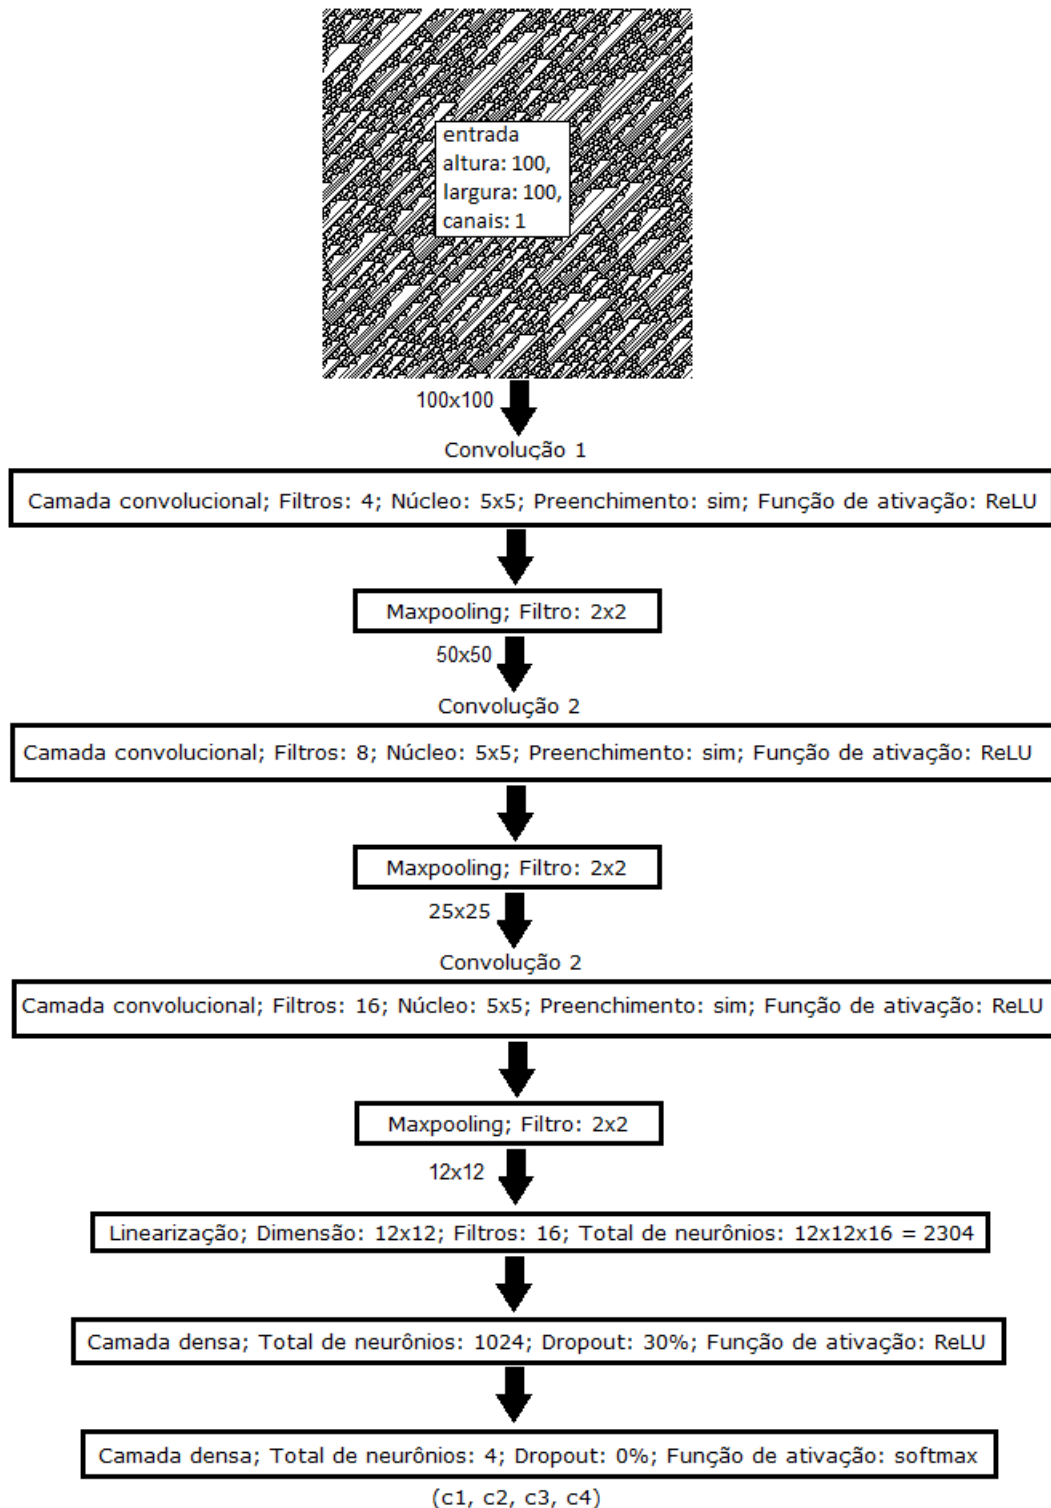 entrada
altura: 100,
largura: 100,
canais: 1
100x100
Convolução 1
Camada convolucional; Filtros: 4; Núcleo: 5x5; Preenchimento: sim; Função de ativação: ReLU
Maxpooling; Filtro: 2x2
50x50
Convolução 2
Camada convolucional; Filtros: 8; Núcleo: 5x5; Preenchimento: sim; Função de ativação: ReLU
Maxpooling; Filtro: 2x2
25x25
Convolução 2
Camada convolucional; Filtros: 16; Núcleo: 5x5; Preenchimento: sim; Função de ativação: ReLU
Maxpooling; Filtro: 2x2
12x12
Linearização; Dimensão: 12x12; Filtros: 16; Total de neurônios: 12x12x16 = 2304
Camada densa; Total de neurônios: 1024; Dropout: 30%; Função de ativação: ReLU
Camada densa; Total de neurônios: 4; Dropout: 0%; Função de ativação: softmax
(c1, c2, c3, c4)